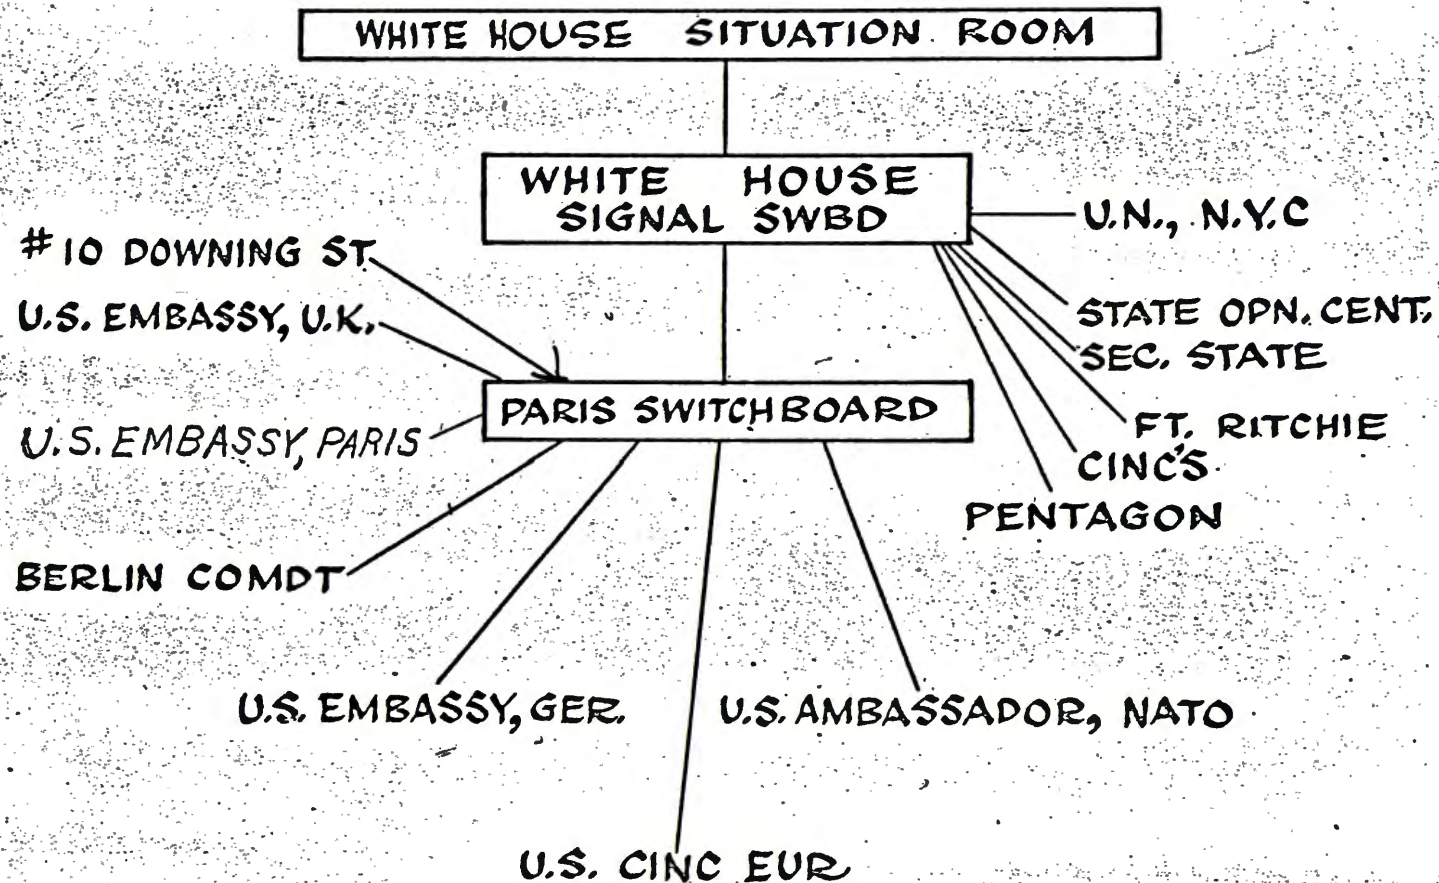 WHITE HOUSE SITUATION ROOM
WHITE HOUSE
SIGNAL SWBD
U.N., N.Y.C
#10 DOWNING ST.
STATE OPN. CENT.
U.S. EMBASSY, U.K.
SEC. STATE
PARIS SWITCHBOARD
FT. RITCHIE
U.S. EMBASSY, PARIS
CINC'S
PENTAGON
BERLIN COMDT
U.S. EMBASSY, GER.
U.S. AMBASSADOR, NATO
U.S. CINC EUR